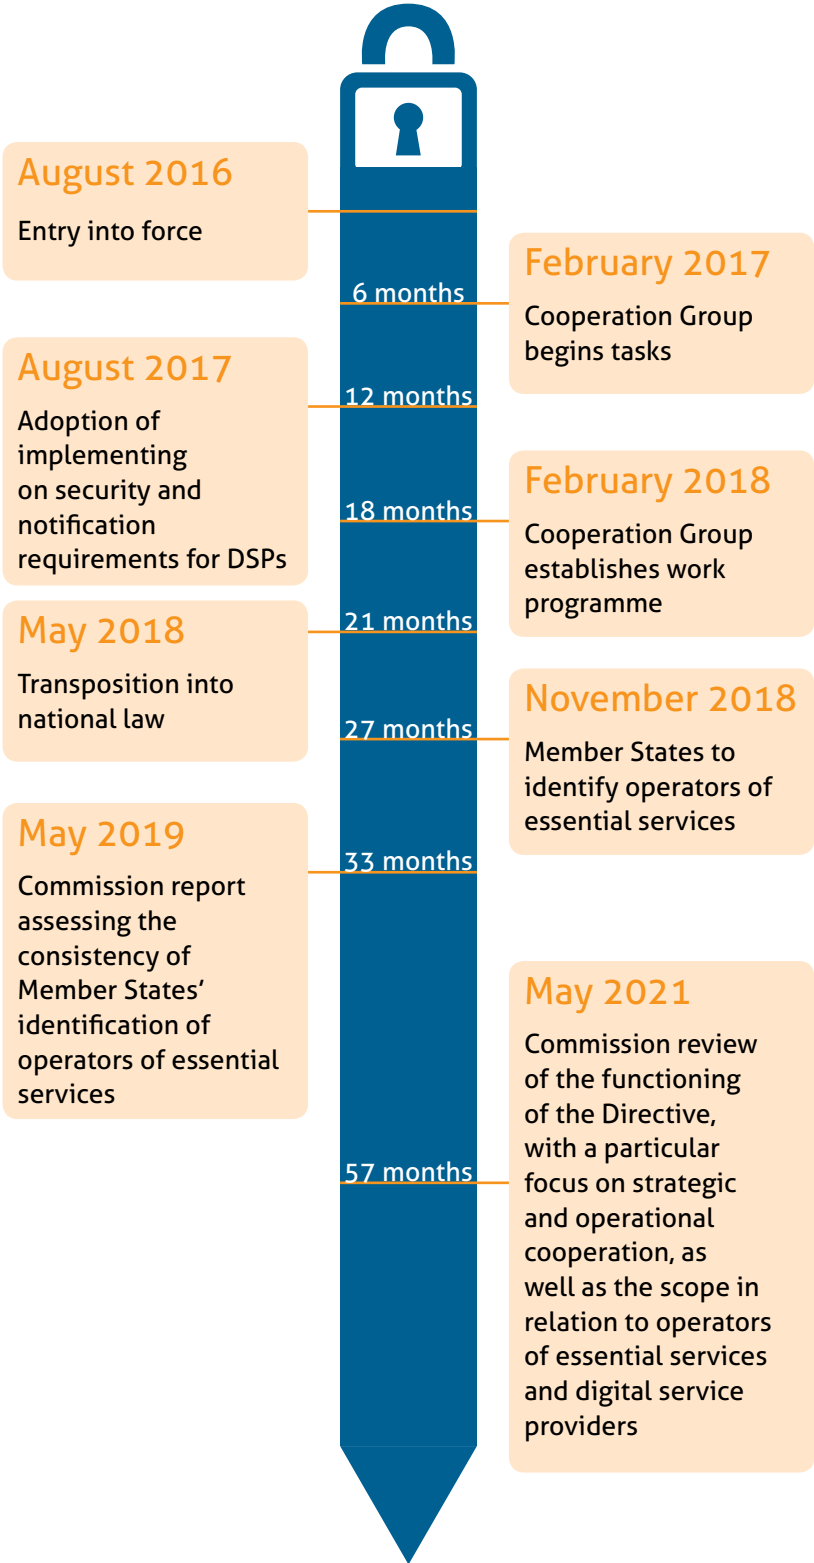 August 2016
Entry into force
6 months
February 2017
Cooperation Group
begins tasks
August 2017
Adoption of
implementing
on security and
notification
requirements for DSPs
12 months
18 months
February 2018
Cooperation Group
establishes work
programme
May 2018
Transposition into
national law
21 months
27 months
November 2018
Member States to
identify operators of
essential services
May 2019
Commission report
assessing the
consistency of
Member States’
identification of
operators of essential
services
33 months
57 months
May 2021
Commission review
of the functioning
of the Directive,
with a particular
focus on strategic
and operational
cooperation, as
well as the scope in
relation to operators
of essential services
and digital service
providers